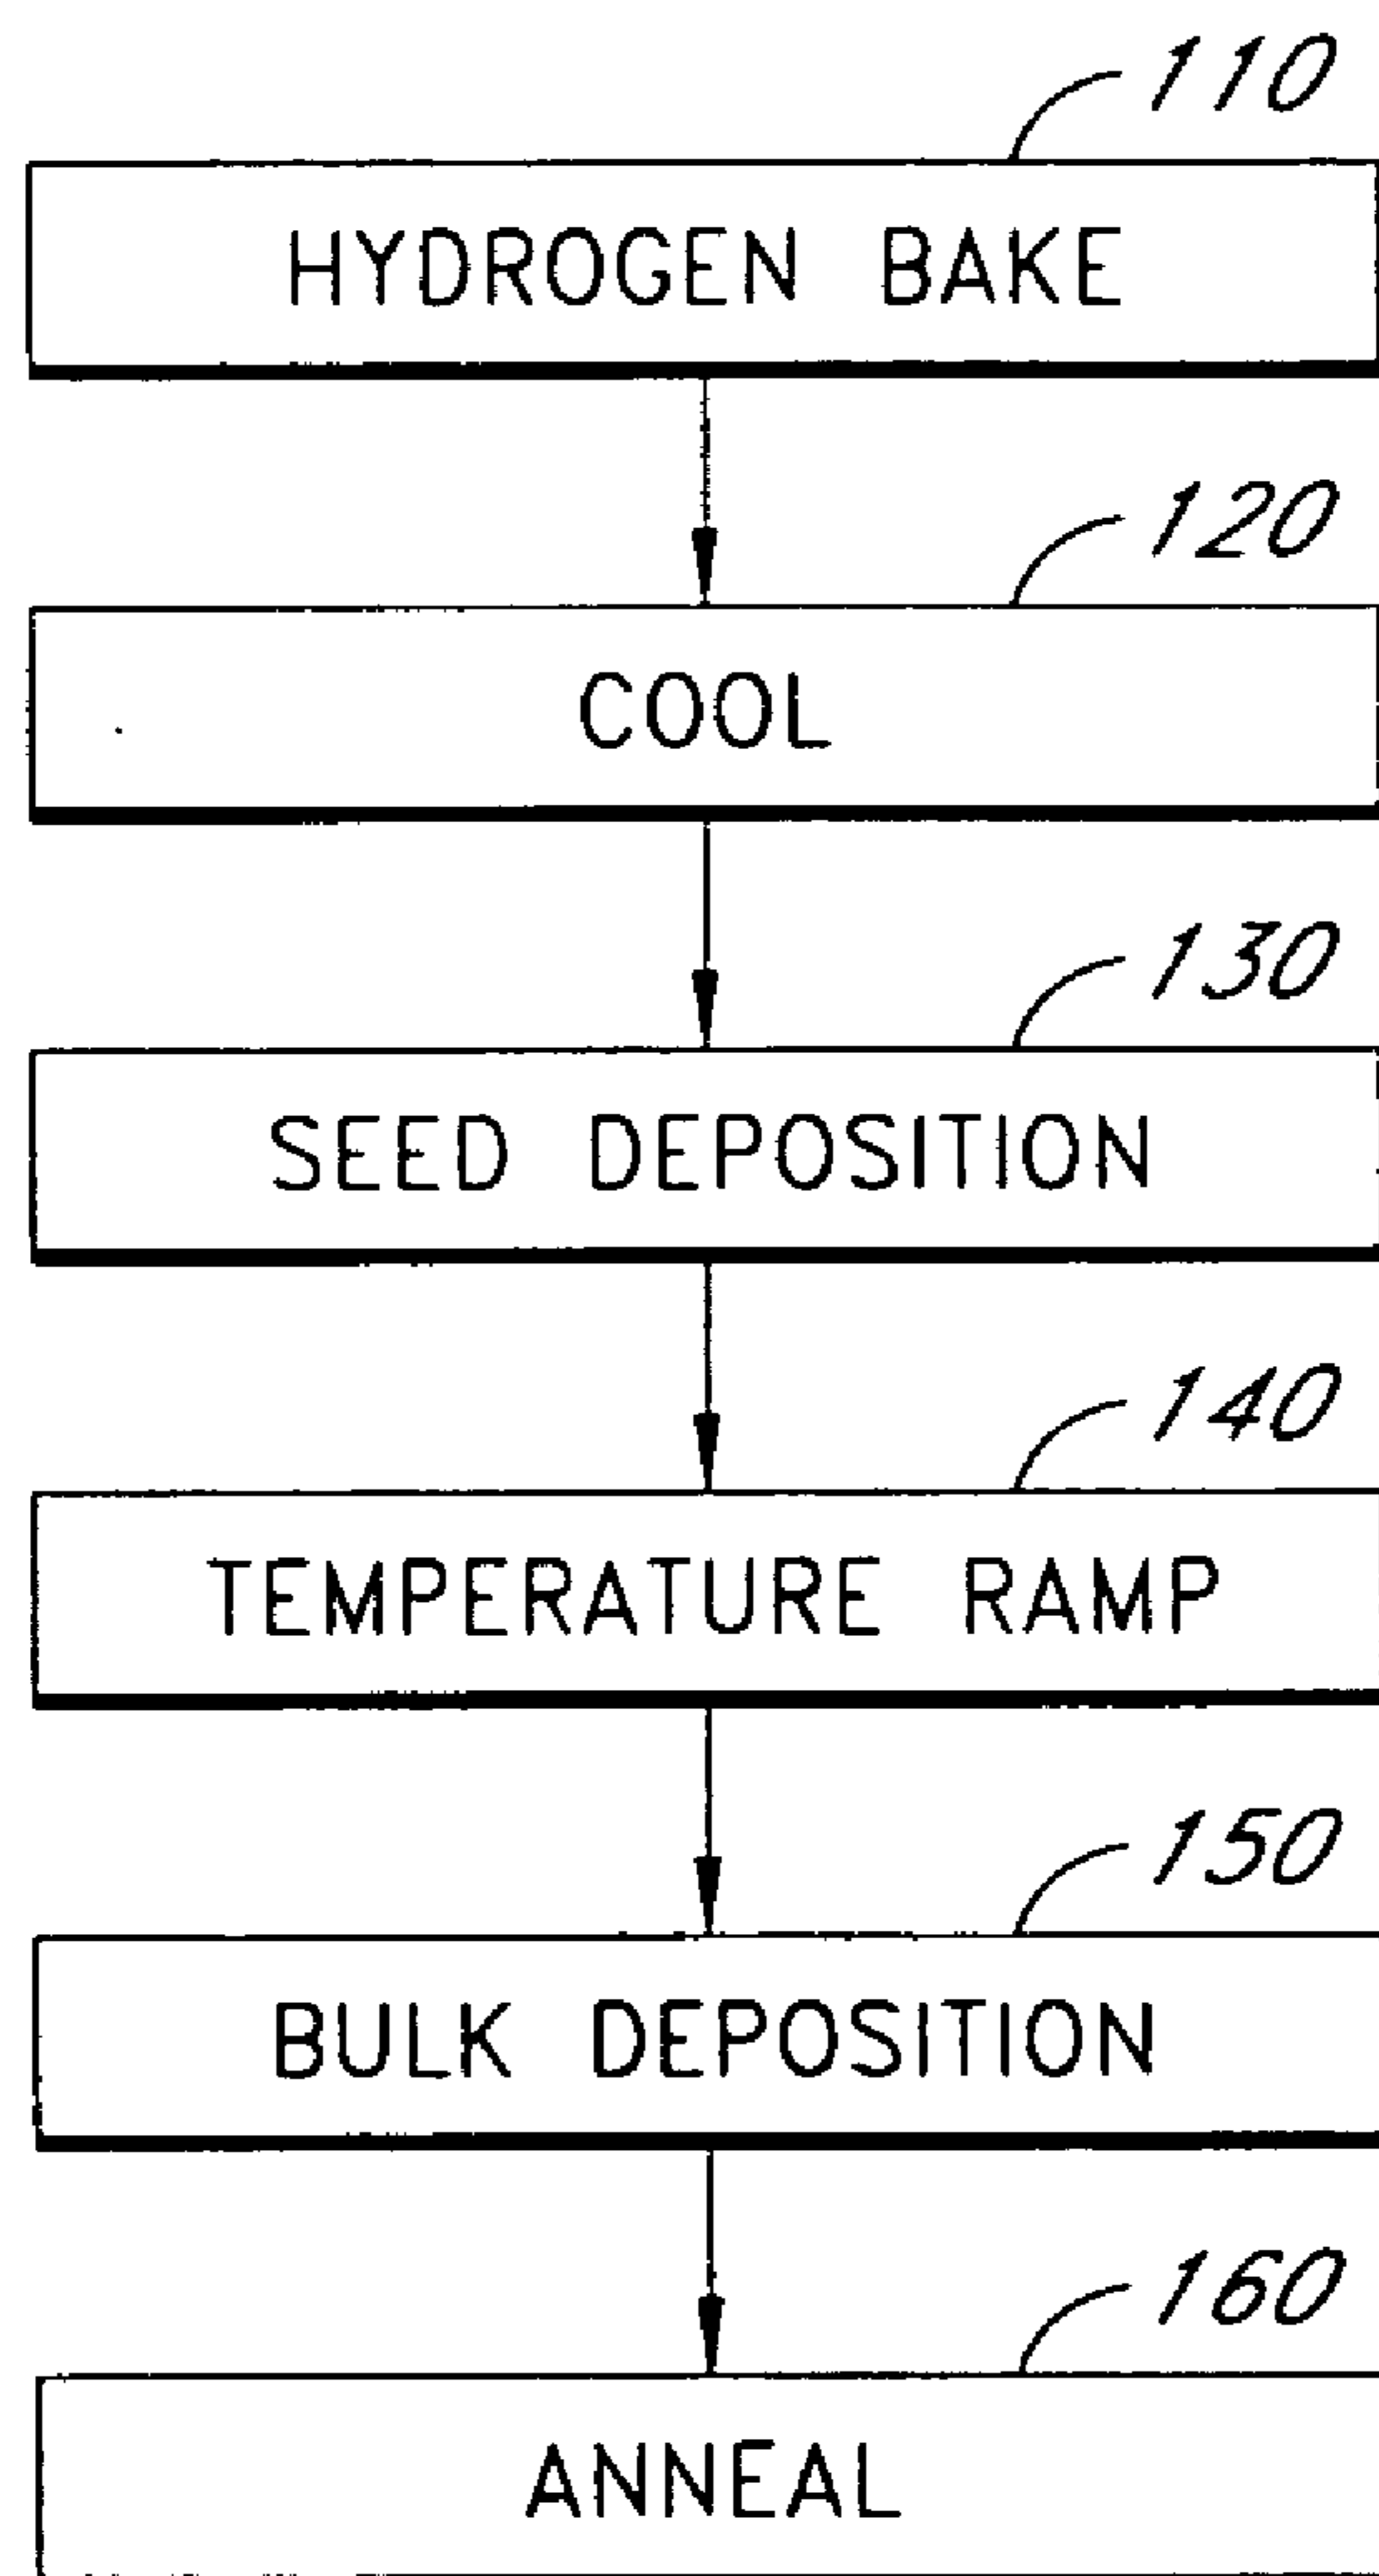 110
HYDROGEN BAKE
120
COOL
130
SEED DEPOSITION
140
TEMPERATURE RAMP
150
BULK DEPOSITION
160
ANNEAL